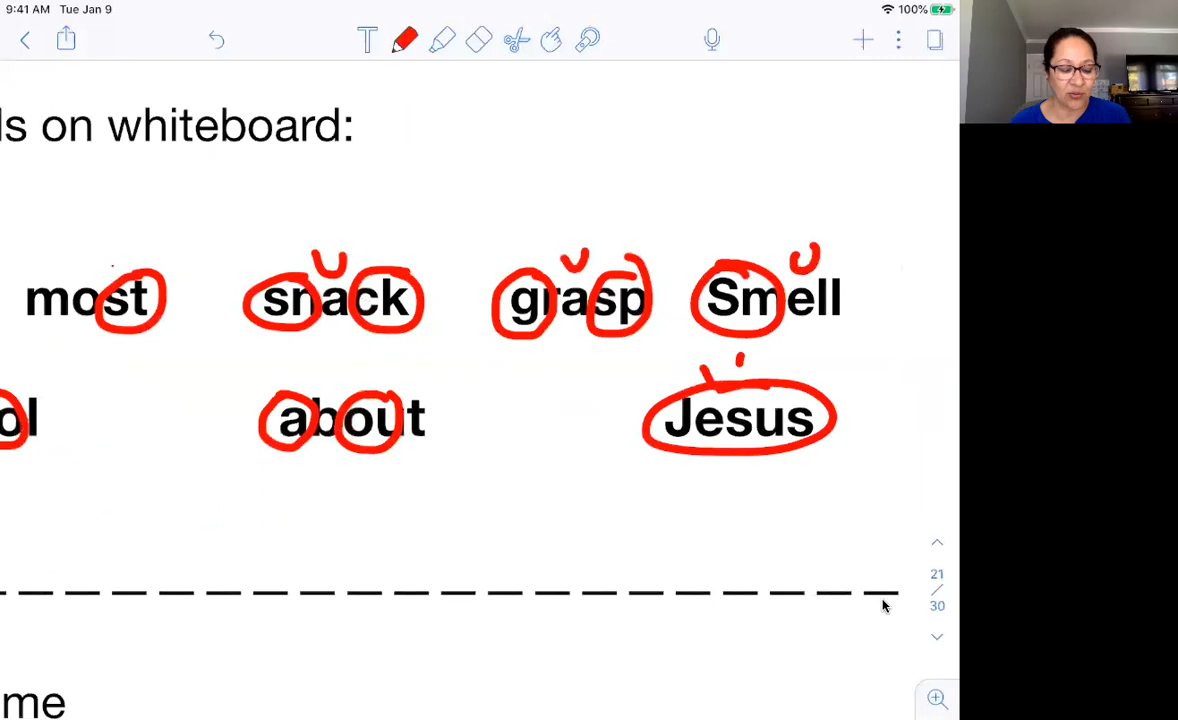 9:41 AM Tue Jan 9
100%
ls on whiteboard:
most snack grasp Smell
ol about Jesus
21
30
me